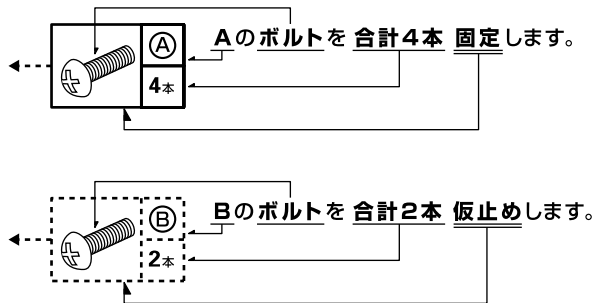 Ⓐ
4本
Aのボルトを 合計4本 固定します。
Ⓑ
2本
Bのボルトを 合計2本 仮止めします。